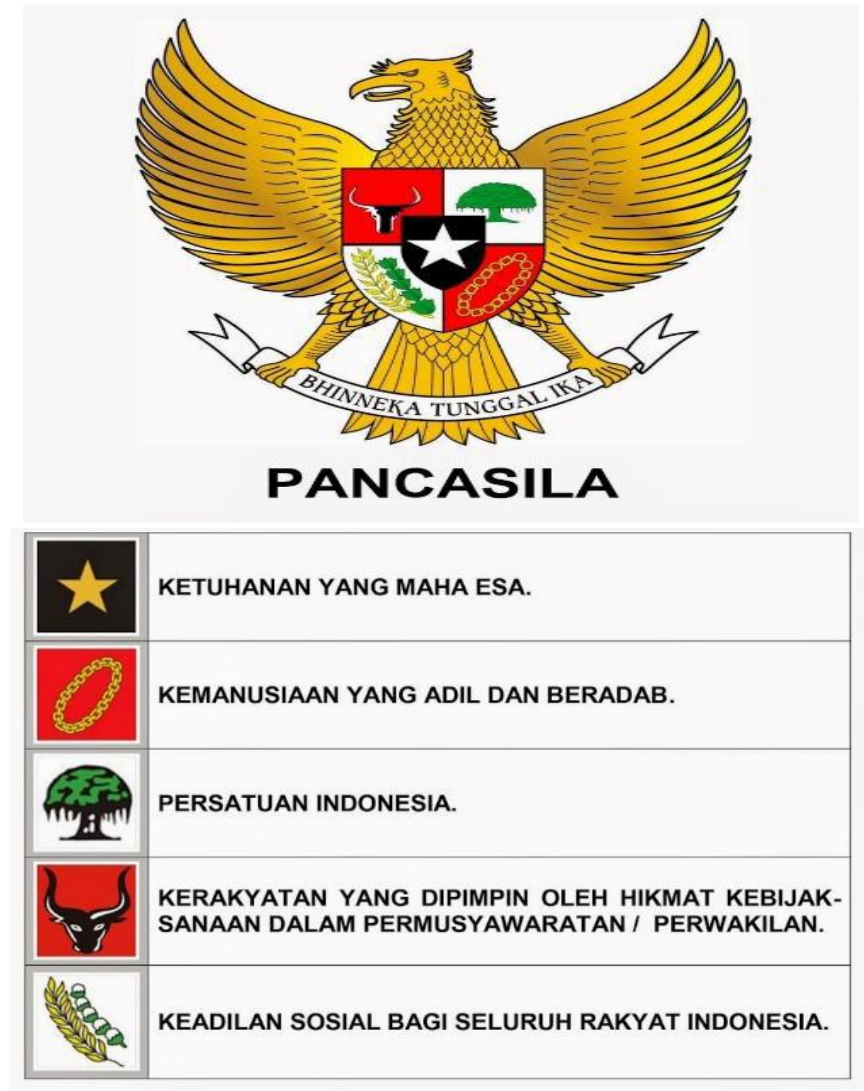 BHINNEKA TUNGGAL IKA
PANCASILA
KETUHANAN YANG MAHA ESA.
KEMANUSIAAN YANG ADIL DAN BERADAB.
PERSATUAN INDONESIA.
KERAKYATAN YANG DIPIMPIN OLEH HIKMAT KEBIJAK-
SANAAN DALAM PERMUSYAWARATAN / PERWAKILAN.
KEADILAN SOSIAL BAGI SELURUH RAKYAT INDONESIA.